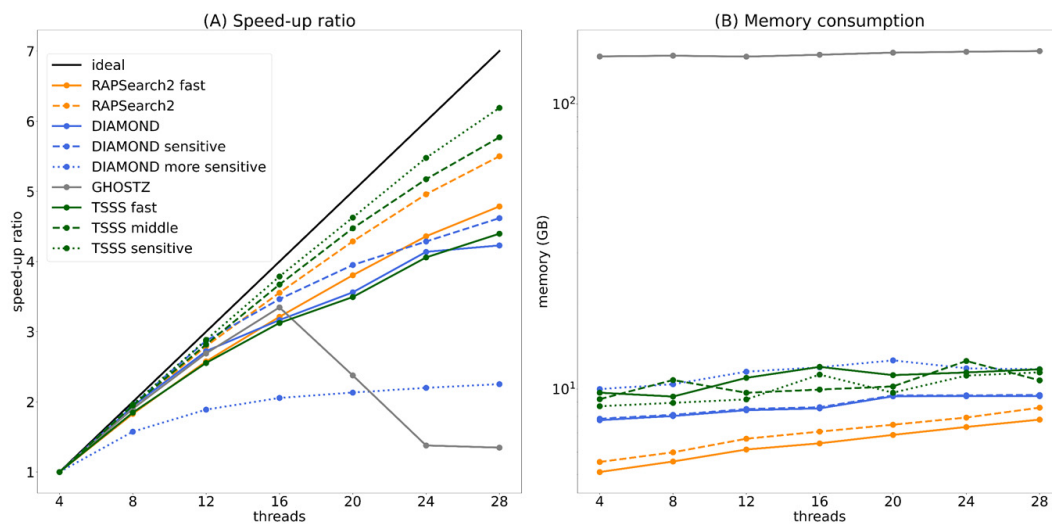 (A) Speed-up ratio
7
6
5
4
3
2
1
speed-up ratio
ideal
RAPSearch2 fast
RAPSearch2
DIAMOND
DIAMOND sensitive
DIAMOND more sensitive
GHOSTZ
TSSS fast
TSSS middle
TSSS sensitive
4 8 12 16 20 24 28
threads
(B) Memory consumption
10²
10¹
memory (GB)
4 8 12 16 20 24 28
threads